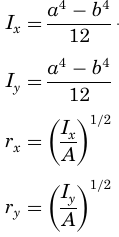 I_x = (a^4 − b^4)/12
I_y = (a^4 − b^4)/12
r_x = (I_x/A)^{1/2}
r_y = (I_y/A)^{1/2}